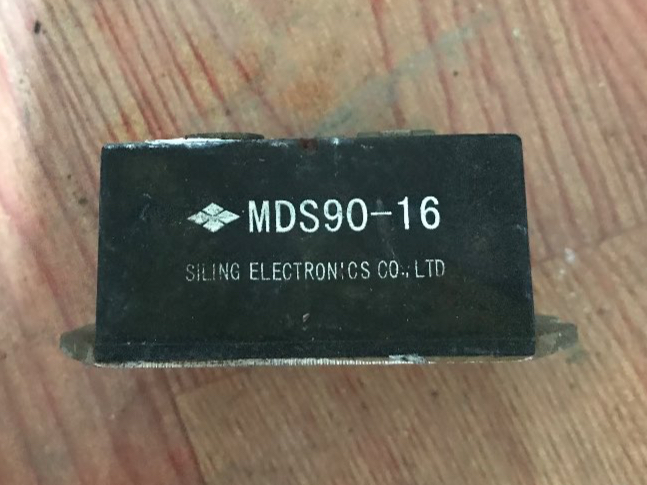 MDS90-16
SILING ELECTRONICS CO.,LTD